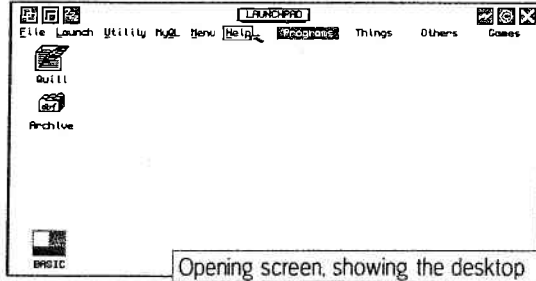 LAUNCHPAD
File Launch Utility MyQL Menu Help Programs Things Others Games
Quill
Archive
BASIC
Opening screen, showing the desktop